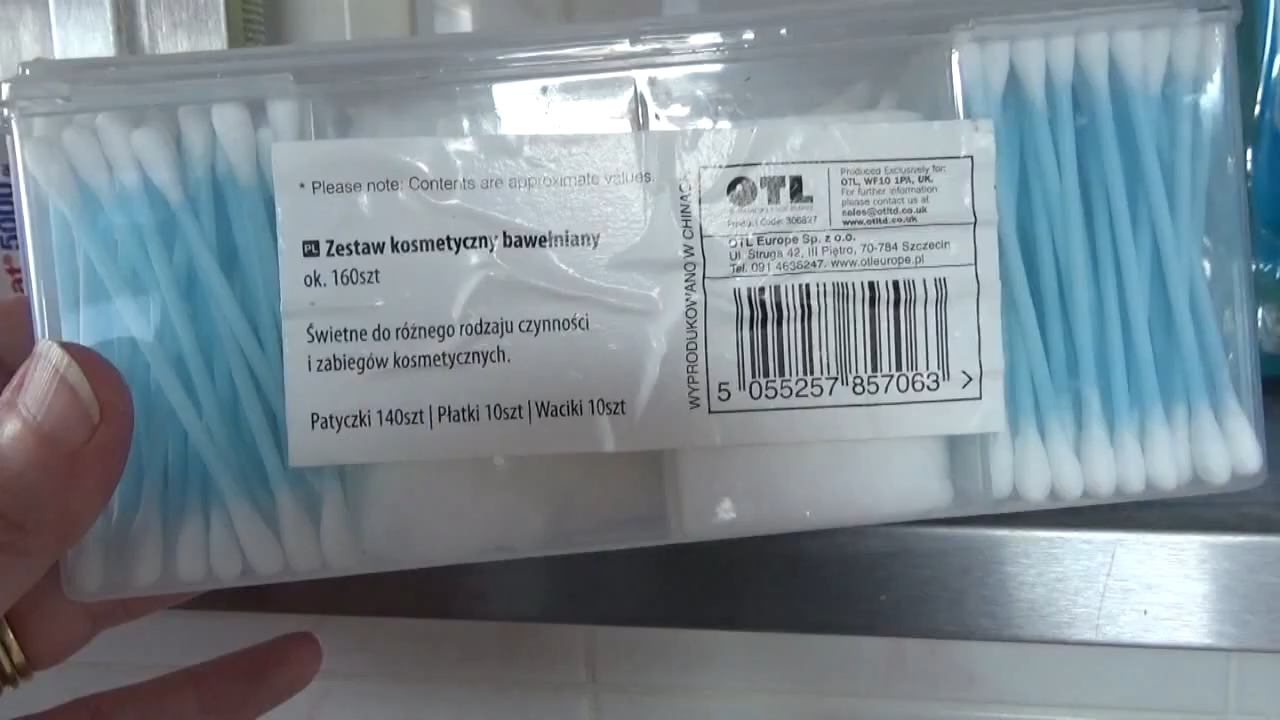 * Please note: Contents are approximate values.
PL Zestaw kosmetyczny bawełniany
ok. 160szt
Świetne do różnego rodzaju czynności
i zabiegów kosmetycznych.
Patyczki 140szt | Płatki 10szt | Waciki 10szt
WYPRODUKOWANO W CHINACH
OTL
Product Code: 306827
Produced Exclusively for:
OTL, WF10 1PA, UK.
For further information
please contact us at
sales@otltd.co.uk
www.otltd.co.uk
OTL Europe Sp. z o.o.
Ul. Struga 42, III Piętro, 70-784 Szczecin
Tel. 091 4636247. www.otleurope.pl
5 055257 857063 >